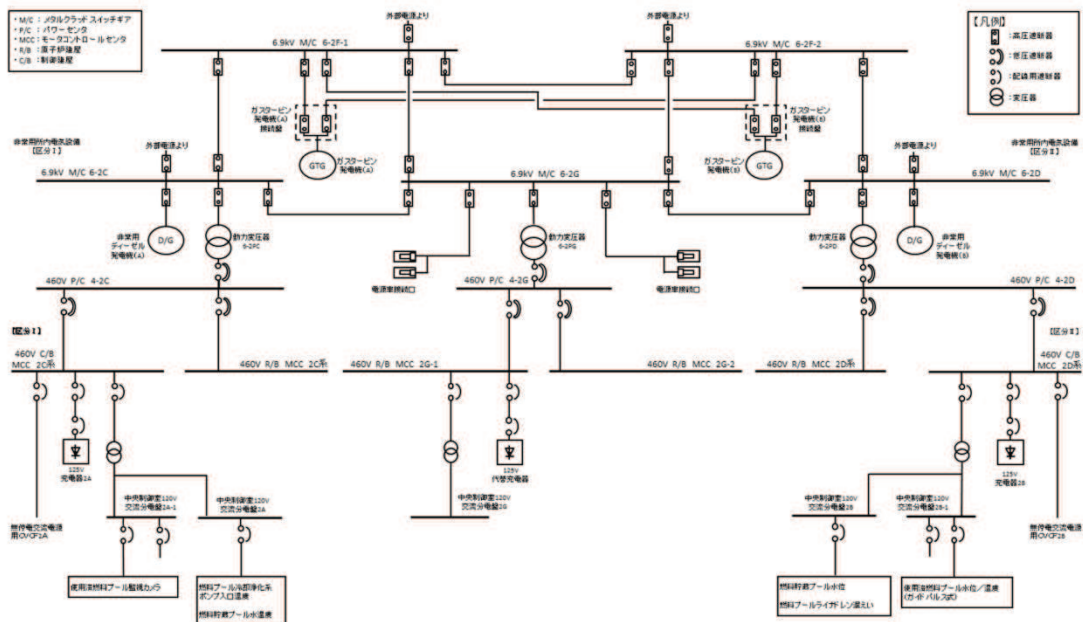 ・M/C : メタルクラッド スイッチギア
・P/C : パワーセンタ
・MCC: モータコントロールセンタ
・R/B : 原子炉建屋
・C/B : 制御建屋
外部電源より
外部電源より
【凡例】
:高圧遮断器
:低圧遮断器
:配線用遮断器
:変圧器
6.9kV M/C 6-2F-1
6.9kV M/C 6-2F-2
ガスタービン
発電機(A)
接続盤
ガスタービン
発電機(B)
接続盤
非常用所内電気設備
【区分Ⅰ】
外部電源より
GTG
ガスタービン
発電機(A)
ガスタービン
発電機(B)
GTG
外部電源より
非常用所内電気設備
【区分Ⅱ】
6.9kV M/C 6-2C
6.9kV M/C 6-2G
6.9kV M/C 6-2D
非常用
ディーゼル
発電機(A)
D/G
動力変圧器
6-2PC
動力変圧器
6-2PG
動力変圧器
6-2PD
D/G
非常用
ディーゼル
発電機(B)
電源車接続口
電源車接続口
460V P/C 4-2C
460V P/C 4-2G
460V P/C 4-2D
【区分Ⅰ】
【区分Ⅱ】
460V C/B
MCC 2C系
460V R/B MCC 2C系
460V R/B MCC 2G-1
460V R/B MCC 2G-2
460V R/B MCC 2D系
460V C/B
MCC 2D系
125V
充電器2A
125V
代替充電器
125V
充電器2B
中央制御室120V
交流分電盤2A-1
中央制御室120V
交流分電盤2A
中央制御室120V
交流分電盤2G
中央制御室120V
交流分電盤2B
中央制御室120V
交流分電盤2B-1
無停電交流電源
用CVCF2A
無停電交流電源
用CVCF2B
使用済燃料プール監視カメラ
燃料プール冷却浄化系
ポンプ入口温度
燃料貯蔵プール水温度
燃料貯蔵プール水位
燃料プールライナドレン漏えい
使用済燃料プール水位/温度
(ガイドパルス式)